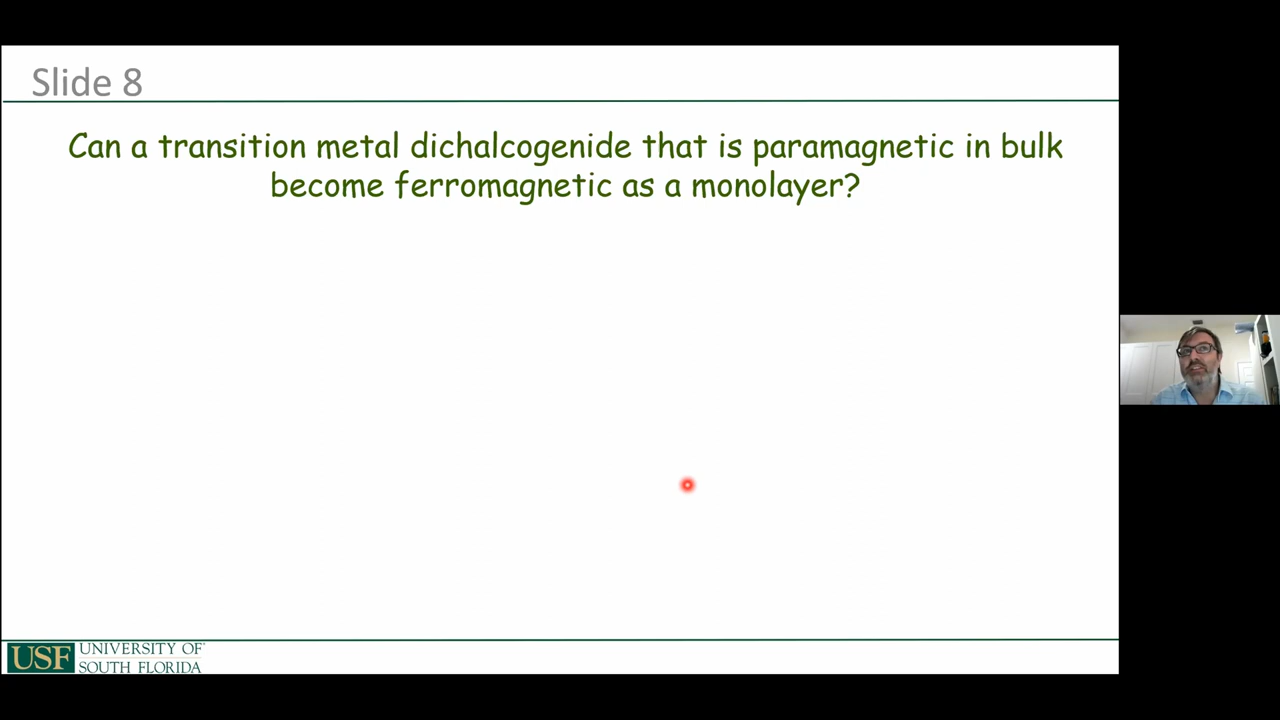 Slide 8
Can a transition metal dichalcogenide that is paramagnetic in bulk
become ferromagnetic as a monolayer?
USF UNIVERSITY OF
SOUTH FLORIDA